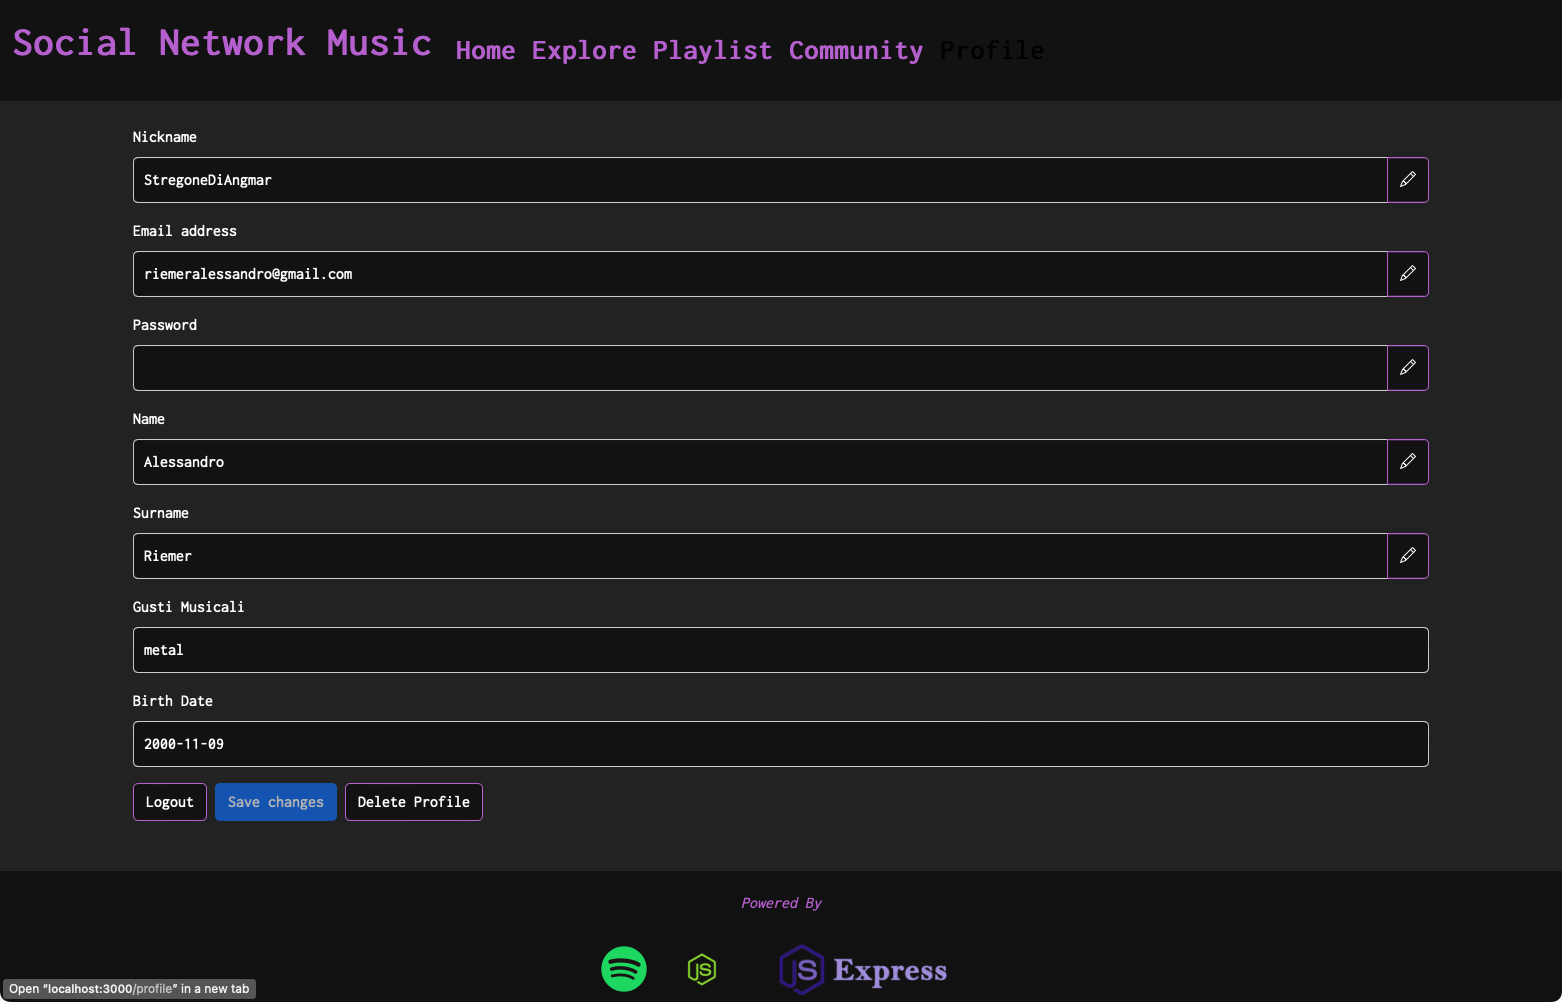 Social Network Music Home Explore Playlist Community Profile
Nickname
StregoneDiAngmar
Email address
riemeralessandro@gmail.com
Password
Name
Alessandro
Surname
Riemer
Gusti Musicali
metal
Birth Date
2000-11-09
Logout Save changes Delete Profile
Powered By
JS JS Express
Open “localhost:3000/profile” in a new tab